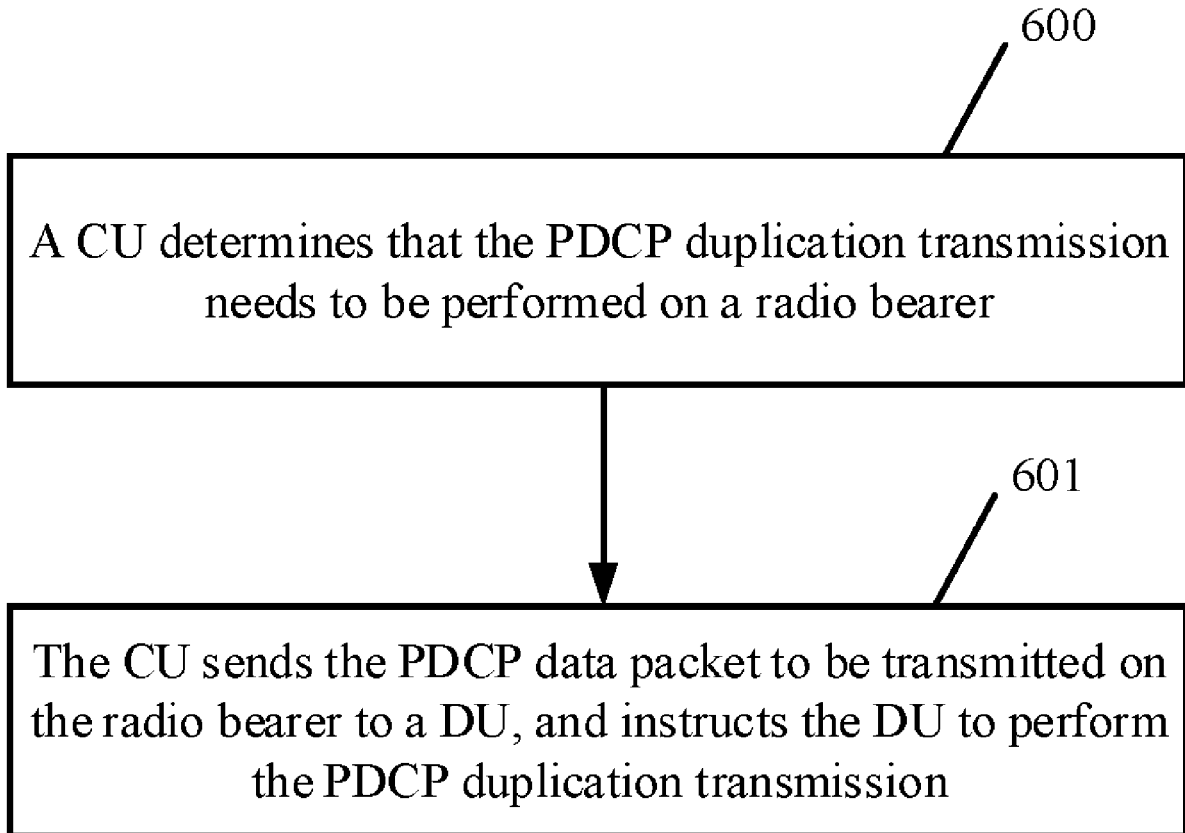 600
A CU determines that the PDCP duplication transmission
needs to be performed on a radio bearer
601
The CU sends the PDCP data packet to be transmitted on
the radio bearer to a DU, and instructs the DU to perform
the PDCP duplication transmission